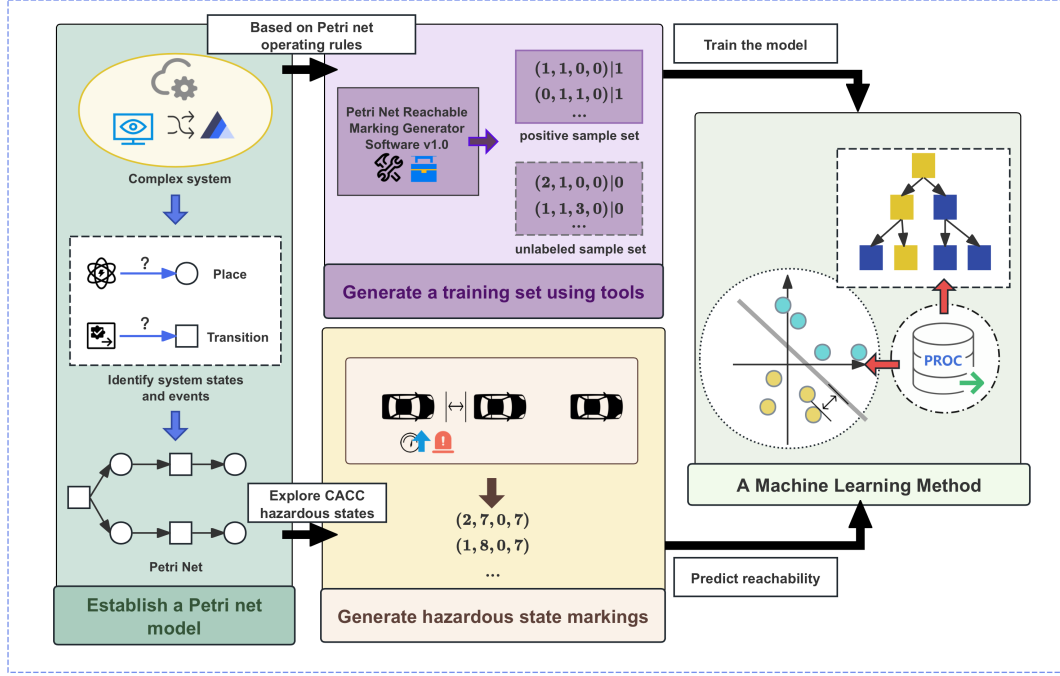 Based on Petri net
operating rules
Complex system
?
Place
?
Transition
Identify system states
and events
Petri Net
Establish a Petri net
model
Petri Net Reachable
Marking Generator
Software v1.0
(1,1,0,0)|1
(0,1,1,0)|1
...
positive sample set
(2,1,0,0)|0
(1,1,3,0)|0
...
unlabeled sample set
Generate a training set using tools
Explore CACC
hazardous states
(2,7,0,7)
(1,8,0,7)
...
Generate hazardous state markings
Train the model
PROC
A Machine Learning Method
Predict reachability